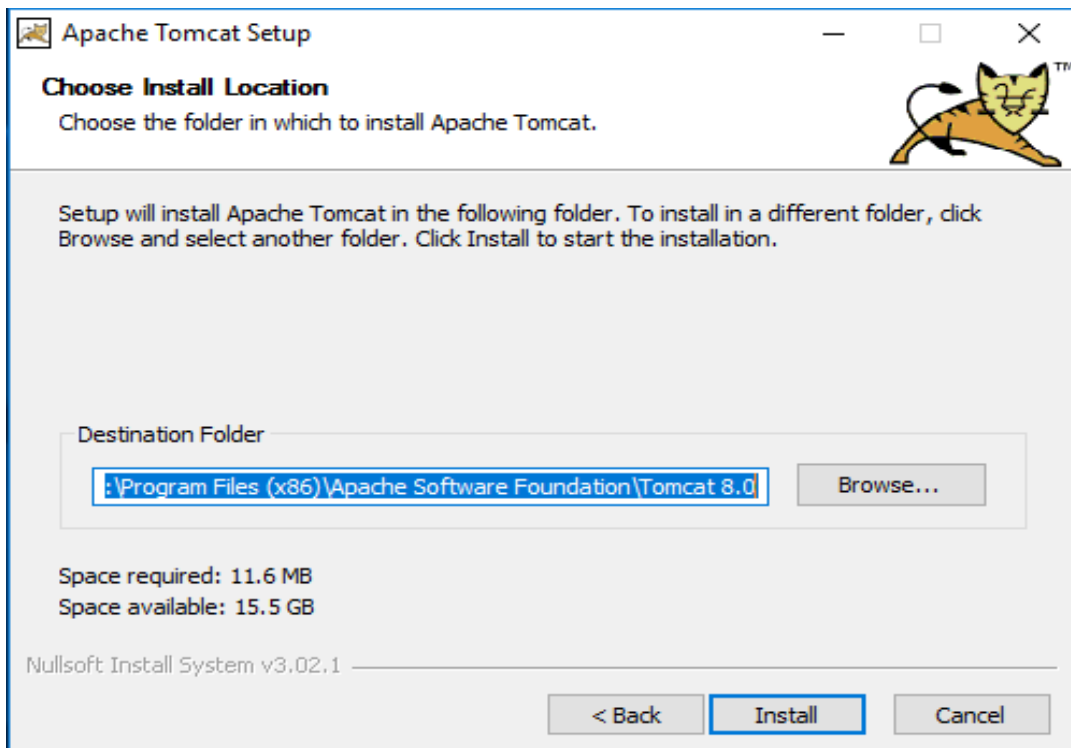 Apache Tomcat Setup
Choose Install Location
Choose the folder in which to install Apache Tomcat.
TM
Setup will install Apache Tomcat in the following folder. To install in a different folder, click
Browse and select another folder. Click Install to start the installation.
Destination Folder
:\Program Files (x86)\Apache Software Foundation\Tomcat 8.0
Browse...
Space required: 11.6 MB
Space available: 15.5 GB
Nullsoft Install System v3.02.1
< Back
Install
Cancel